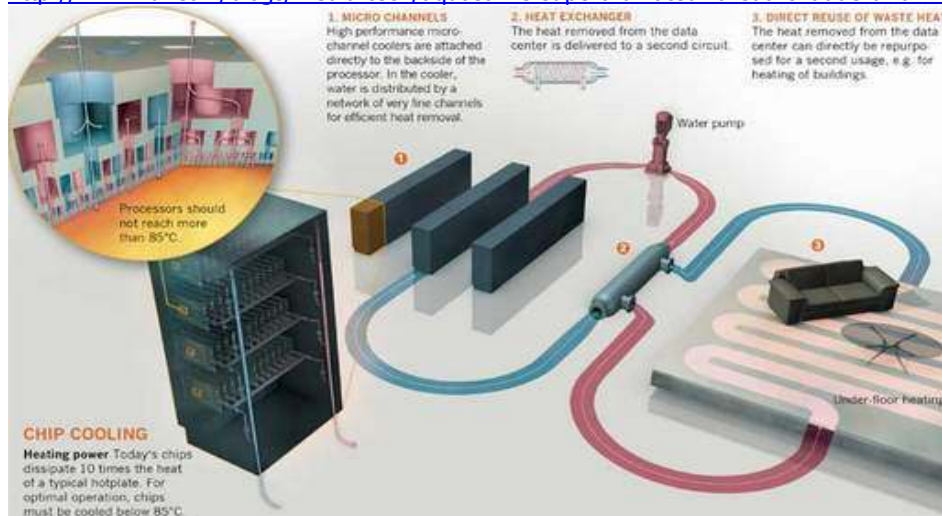 1. MICRO CHANNELS
High performance micro-
channel coolers are attached
directly to the backside of the
processor. In the cooler,
water is distributed by a
network of very fine channels
for efficient heat removal.
2. HEAT EXCHANGER
The heat removed from the data
center is delivered to a second circuit.
3. DIRECT REUSE OF WASTE HEA
The heat removed from the data
center can directly be repurpo-
sed for a second usage, e.g. for
heating of buildings.
Water pump
1
Processors should
not reach more
than 85°C.
2
3
Under-floor heating
CHIP COOLING
Heating power Today's chips
dissipate 10 times the heat
of a typical hotplate. For
optimal operation, chips
must be cooled below 85°C.